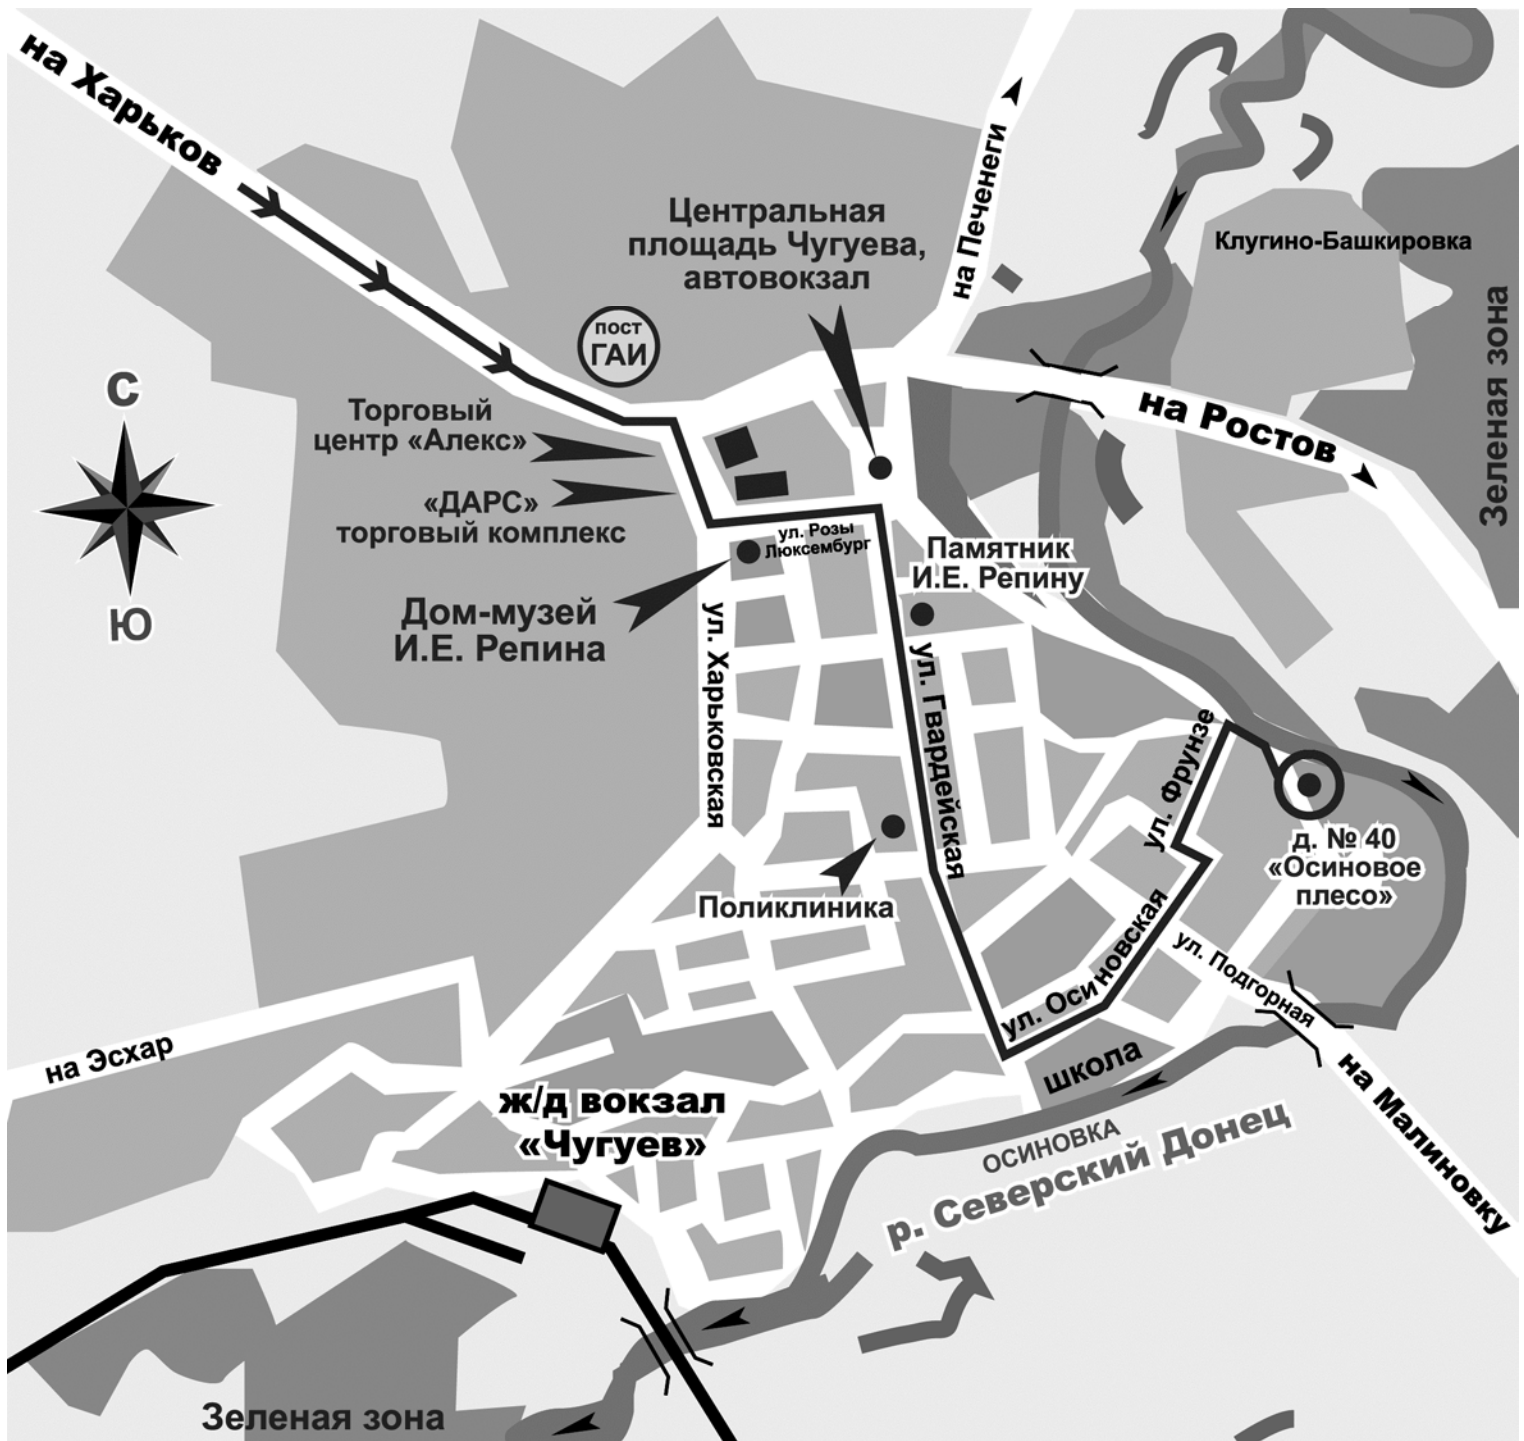 на Харьков
Центральная
площадь Чугуева,
автовокзал
на Печенеги
Клугино-Башкировка
Зеленая зона
пост
ГАИ
С
Ю
Торговый
центр «Алекс»
«ДАРС»
торговый комплекс
на Ростов
ул. Розы
Люксембург
Памятник
И.Е. Репину
Дом-музей
И.Е. Репина
ул. Харьковская
ул. Гвардейская
ул. Фрунзе
д. № 40
«Осиновое
плесо»
Поликлиника
ул. Осиновская
ул. Подгорная
на Эсхар
школа
на Малиновку
ж/д вокзал
«Чугуев»
ОСИНОВКА
р. Северский Донец
Зеленая зона